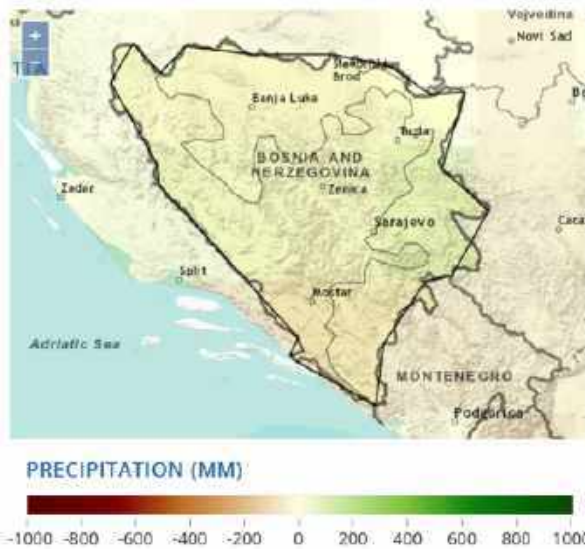 Vojvodina
Novi Sad
+
Brod
Banja Luka
Tuzla
BOSNIA AND
HERZEGOVINA
Zenica
Zadar
Sarajevo
Caca
Split
Mostar
Adriatic Sea
MONTENEGRO
Podgorica
PRECIPITATION (MM)
-1000 -800 -600 -400 -200 0 200 400 600 800 1000